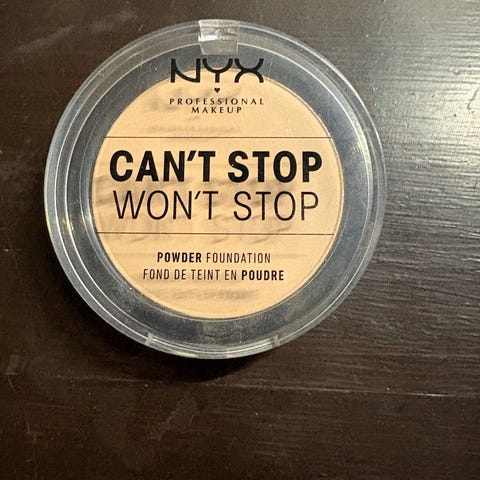 NYX
PROFESSIONAL
MAKEUP
CAN'T STOP
WON'T STOP
POWDER FOUNDATION
FOND DE TEINT EN POUDRE